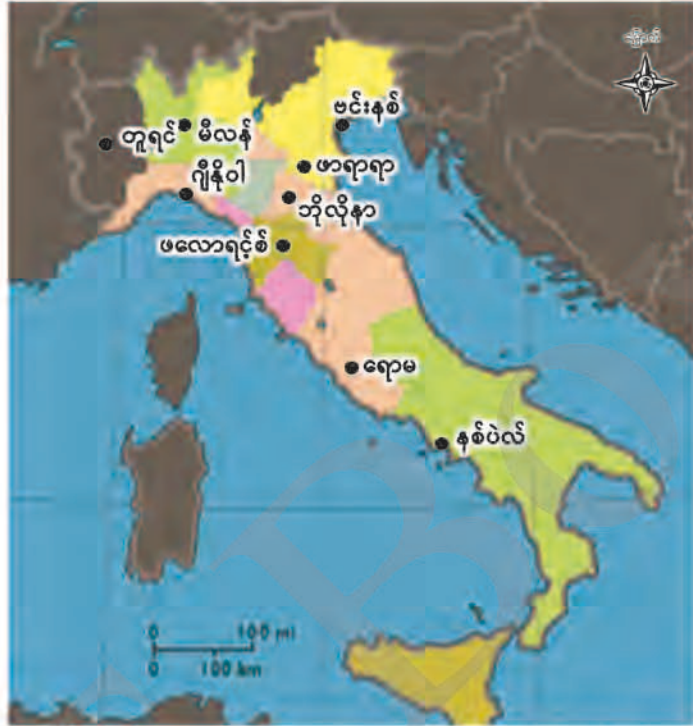 မြောက်
ဗင်းနစ်
တူရင် မီလန်
ဖာရာရာ
ဂျီနိုဝါ
ဘိုလိုနာ
ဖလောရင့်စ်
ရောမ
နစ်ပဲလ်
0 100 mi
0 100 km